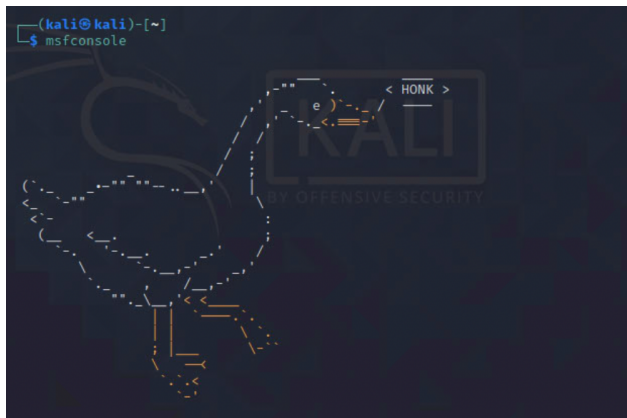 ┌──(kali㉿kali)-[~]
└─$ msfconsole
< HONK >
e
KALI
BY OFFENSIVE SECURITY